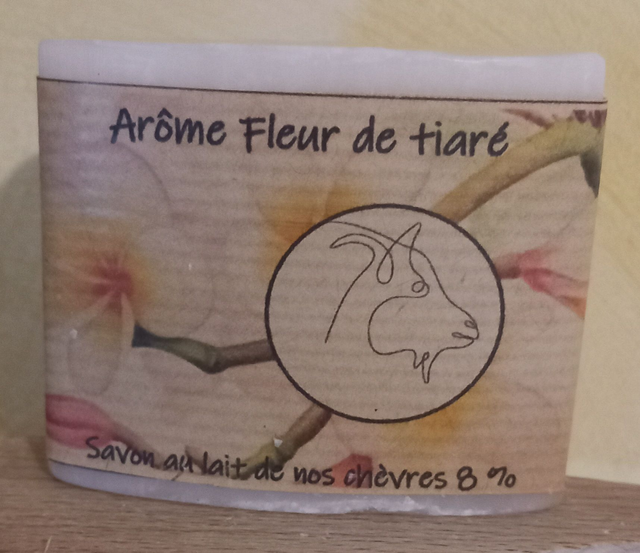 Arôme Fleur de tiaré
Savon au lait de nos chèvres 8 %